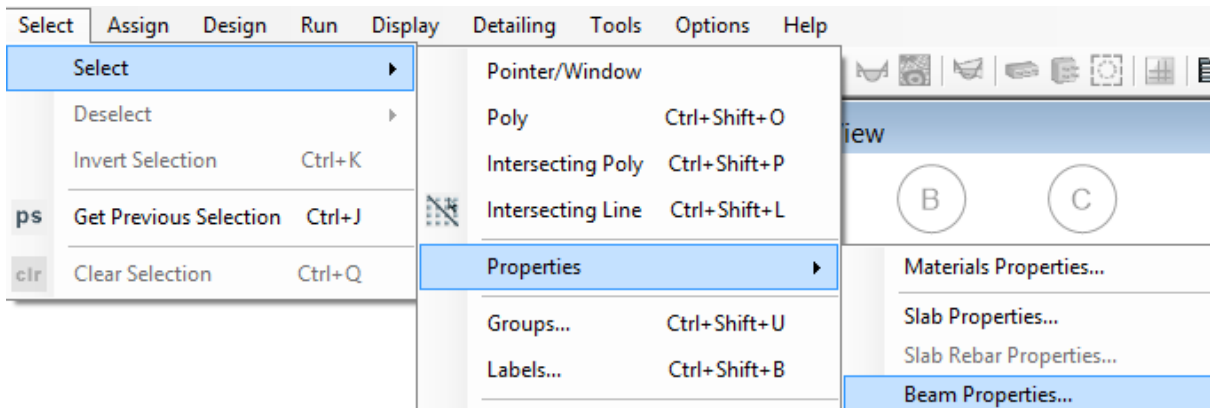 Select Assign Design Run Display Detailing Tools Options Help
Select
Deselect
Invert Selection Ctrl+K
ps Get Previous Selection Ctrl+J
clr Clear Selection Ctrl+Q
Pointer/Window
Poly Ctrl+Shift+O
Intersecting Poly Ctrl+Shift+P
Intersecting Line Ctrl+Shift+L
Properties
Groups... Ctrl+Shift+U
Labels... Ctrl+Shift+B
iew
B C
Materials Properties...
Slab Properties...
Slab Rebar Properties...
Beam Properties...